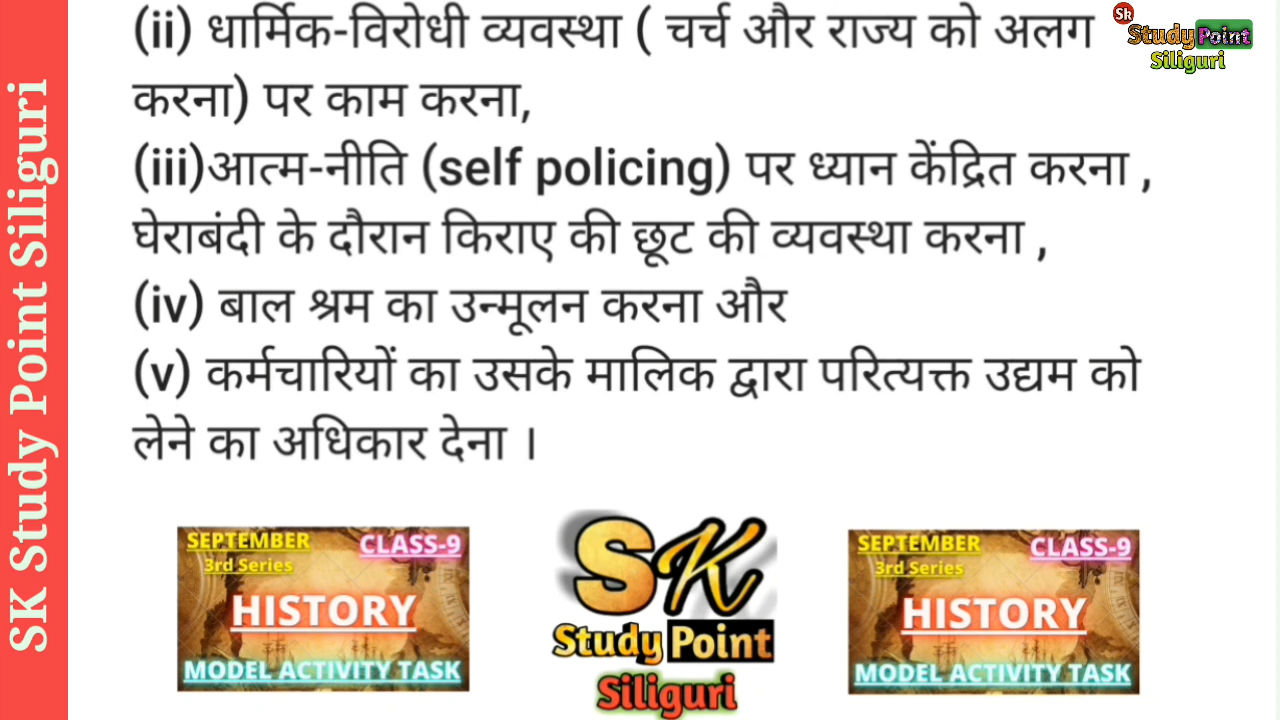 SK Study Point Siliguri
Sk
Study Point
Siliguri
(ii) धार्मिक-विरोधी व्यवस्था ( चर्च और राज्य को अलग
करना) पर काम करना,
(iii)आत्म-नीति (self policing) पर ध्यान केंद्रित करना ,
घेराबंदी के दौरान किराए की छूट की व्यवस्था करना ,
(iv) बाल श्रम का उन्मूलन करना और
(v) कर्मचारियों का उसके मालिक द्वारा परित्यक्त उद्यम को
लेने का अधिकार देना ।
SEPTEMBER CLASS-9
3rd Series
HISTORY
MODEL ACTIVITY TASK
SK
Study Point
Siliguri
SEPTEMBER CLASS-9
3rd Series
HISTORY
MODEL ACTIVITY TASK